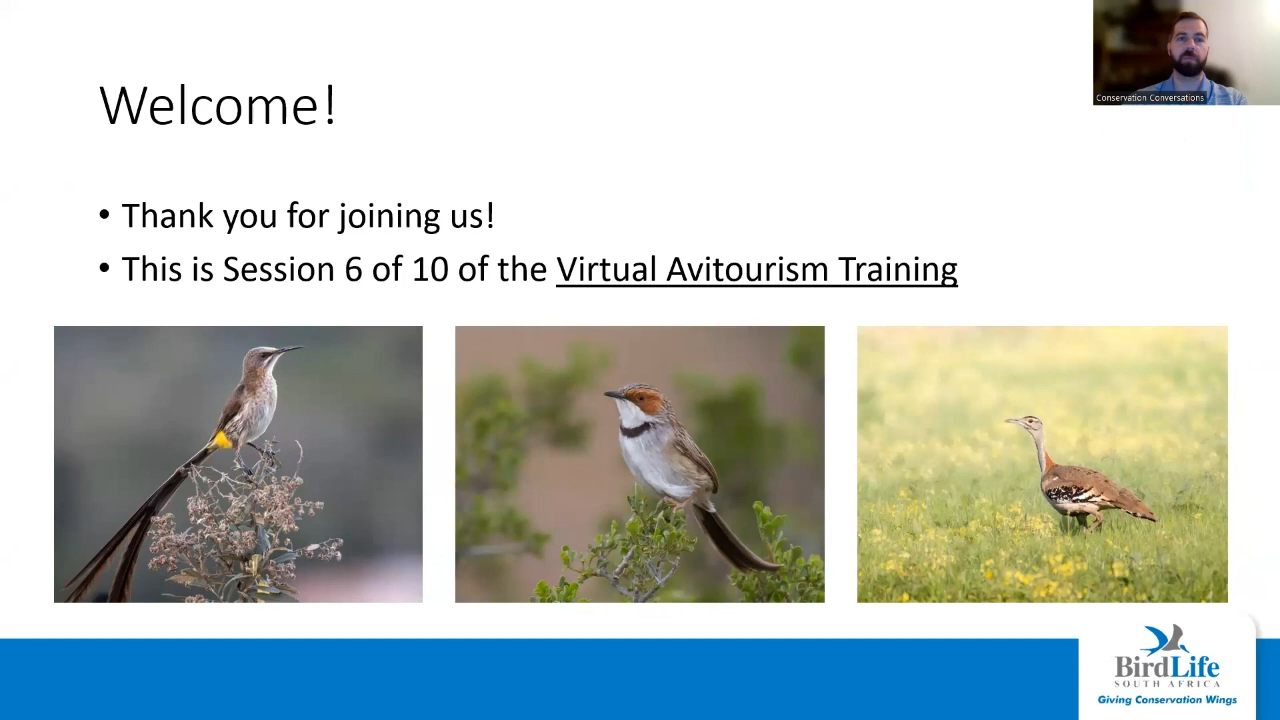 Conservation Conversations
Welcome!
• Thank you for joining us!
• This is Session 6 of 10 of the Virtual Avitourism Training
BirdLife
SOUTH AFRICA
Giving Conservation Wings